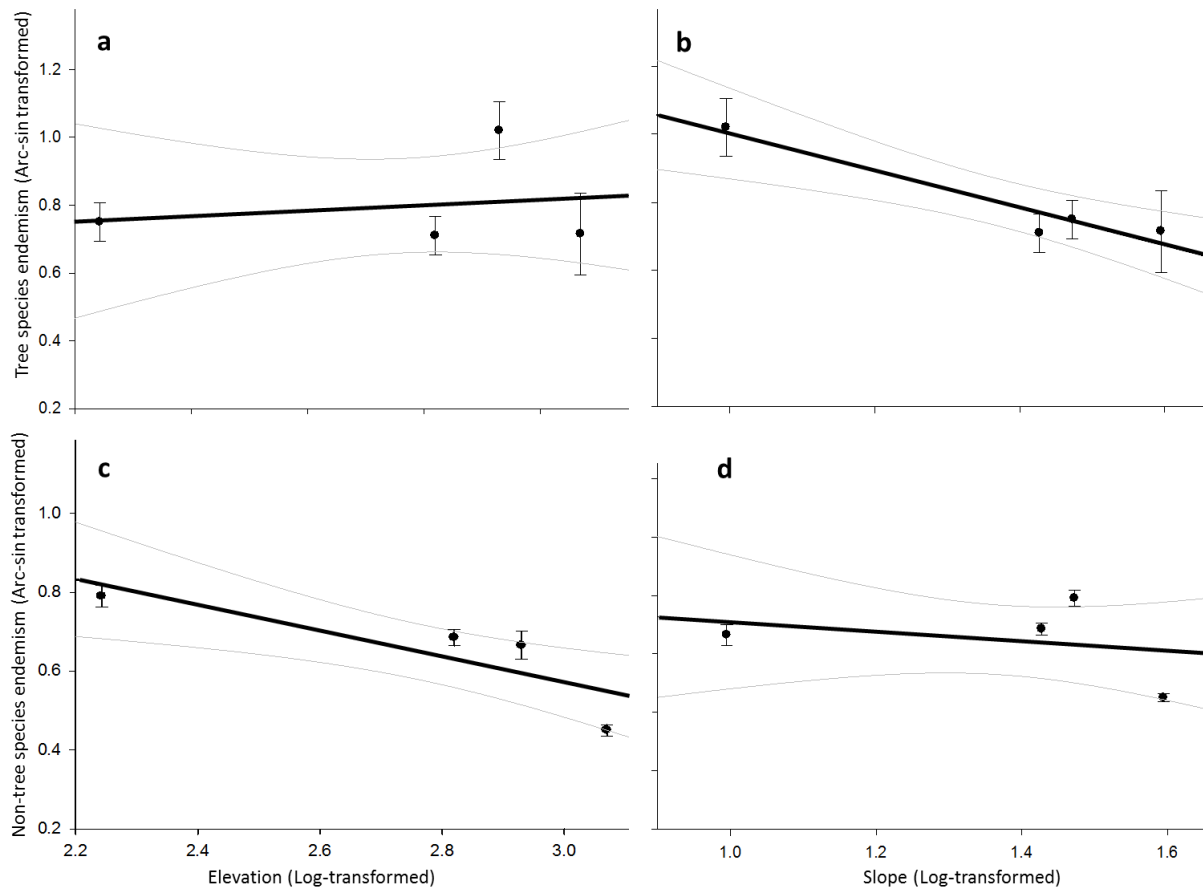 a
b
1.2
1.0
0.8
0.6
0.4
0.2
Tree species endemism (Arc-sin transformed)
c
d
1.0
0.8
0.6
0.4
0.2
Non-tree species endemism (Arc-sin transformed)
2.2 2.4 2.6 2.8 3.0
1.0 1.2 1.4 1.6
Elevation (Log-transformed)
Slope (Log-transformed)